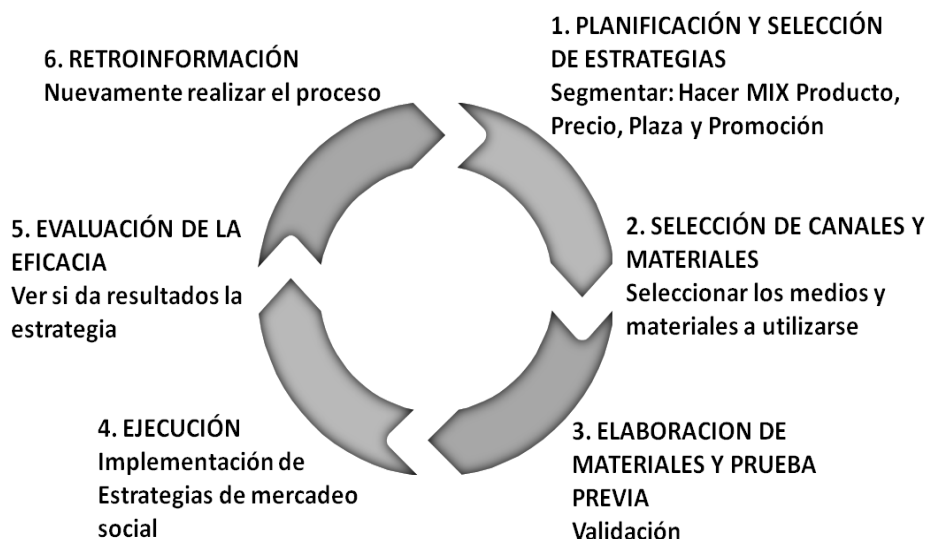 1. PLANIFICACIÓN Y SELECCIÓN
DE ESTRATEGIAS
Segmentar: Hacer MIX Producto,
Precio, Plaza y Promoción
2. SELECCIÓN DE CANALES Y
MATERIALES
Seleccionar los medios y
materiales a utilizarse
3. ELABORACION DE
MATERIALES Y PRUEBA
PREVIA
Validación
4. EJECUCIÓN
Implementación de
Estrategias de mercadeo
social
5. EVALUACIÓN DE LA
EFICACIA
Ver si da resultados la
estrategia
6. RETROINFORMACIÓN
Nuevamente realizar el proceso